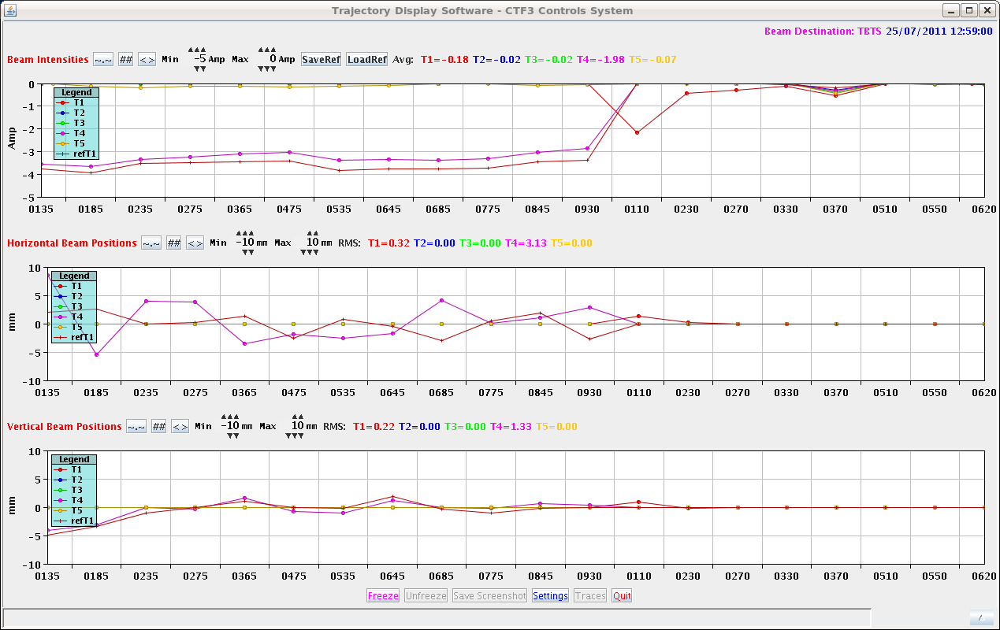 Trajectory Display Software - CTF3 Controls System
Beam Destination: TBTS 25/07/2011 12:59:00
Beam Intensities ~.~ ## <> Min -5 Amp Max 0 Amp SaveRef LoadRef Avg: T1=-0.18 T2=-0.02 T3=-0.02 T4=-1.98 T5=-0.07
Amp
0
-1
-2
-3
-4
-5
Legend
T1
T2
T3
T4
T5
refT1
0135 0185 0235 0275 0365 0475 0535 0645 0685 0775 0845 0930 0110 0230 0270 0330 0370 0510 0550 0620
Horizontal Beam Positions ~.~ ## <> Min -10 mm Max 10 mm RMS: T1=0.32 T2=0.00 T3=0.00 T4=3.13 T5=0.00
mm
10
5
0
-5
-10
Legend
T1
T2
T3
T4
T5
refT1
0135 0185 0235 0275 0365 0475 0535 0645 0685 0775 0845 0930 0110 0230 0270 0330 0370 0510 0550 0620
Vertical Beam Positions ~.~ ## <> Min -10 mm Max 10 mm RMS: T1=0.22 T2=0.00 T3=0.00 T4=1.33 T5=0.00
mm
10
5
0
-5
-10
Legend
T1
T2
T3
T4
T5
refT1
0135 0185 0235 0275 0365 0475 0535 0645 0685 0775 0845 0930 0110 0230 0270 0330 0370 0510 0550 0620
Freeze Unfreeze Save Screenshot Settings Traces Quit